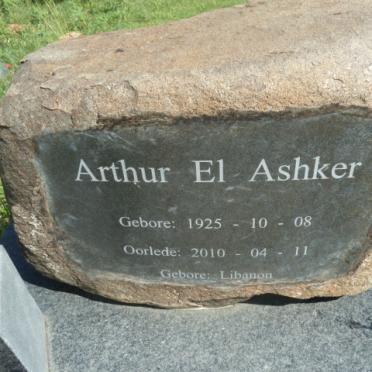 Arthur El Ashker
Gebore: 1925 - 10 - 08
Oorlede: 2010 - 04 - 11
Gebore: Libanon